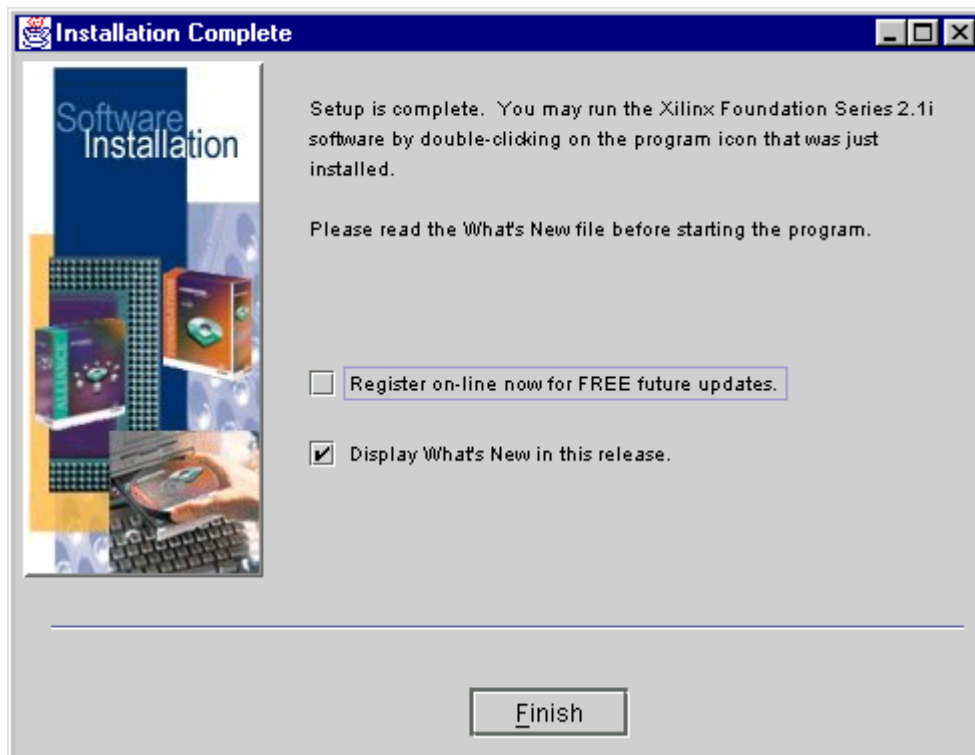 Installation Complete
Software
Installation
Setup is complete.  You may run the Xilinx Foundation Series 2.1i
software by double-clicking on the program icon that was just
installed.
Please read the What's New file before starting the program.
ALLIANCE
Register on-line now for FREE future updates.
Display What's New in this release.
Finish